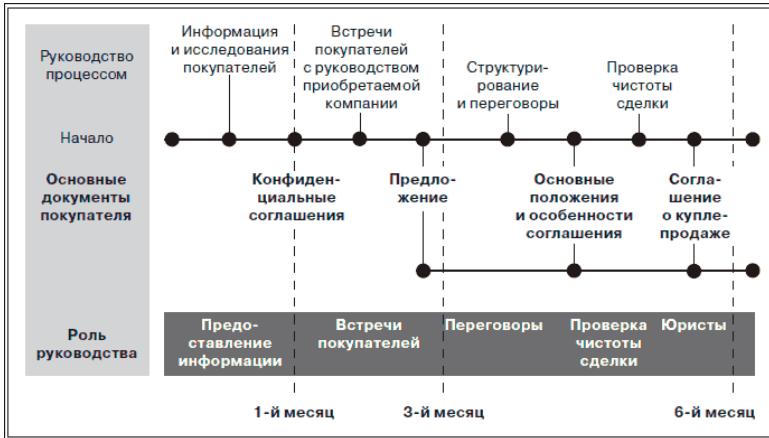 Руководство
процессом
Информация
и исследования
покупателей
Встречи
покупателей
с руководством
приобретаемой
компании
Структури-
рование
и переговоры
Проверка
чистоты
сделки
Начало
Основные
документы
покупателя
Конфиден-
циальные
соглашения
Предло-
жение
Основные
положения
и особенности
соглашения
Согла-
шение
о купле-
продаже
Роль
руководства
Предо-
ставление
информации
Встречи
покупателей
Переговоры
Проверка
чистоты
сделки
Юристы
1-й месяц
3-й месяц
6-й месяц